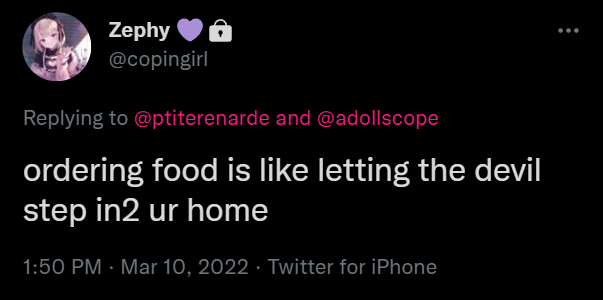 Zephy 💜
@copingirl
Replying to @ptiterenarde and @adollscope
ordering food is like letting the devil
step in2 ur home
1:50 PM · Mar 10, 2022 · Twitter for iPhone